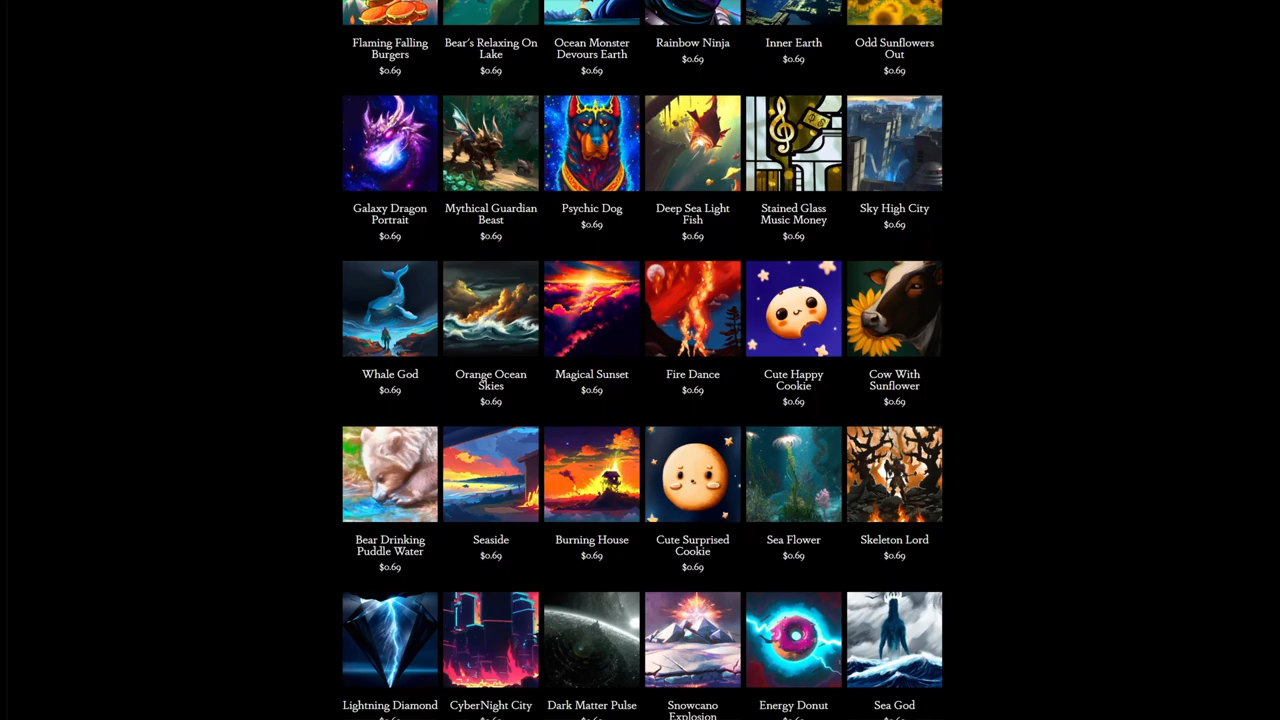 Flaming Falling
Burgers
$0.69
Bear's Relaxing On
Lake
$0.69
Ocean Monster
Devours Earth
$0.69
Rainbow Ninja
$0.69
Inner Earth
$0.69
Odd Sunflowers
Out
$0.69
Galaxy Dragon
Portrait
$0.69
Mythical Guardian
Beast
$0.69
Psychic Dog
$0.69
Deep Sea Light
Fish
$0.69
Stained Glass
Music Money
$0.69
Sky High City
$0.69
Whale God
$0.69
Orange Ocean
Skies
$0.69
Magical Sunset
$0.69
Fire Dance
$0.69
Cute Happy
Cookie
$0.69
Cow With
Sunflower
$0.69
Bear Drinking
Puddle Water
$0.69
Seaside
$0.69
Burning House
$0.69
Cute Surprised
Cookie
$0.69
Sea Flower
$0.69
Skeleton Lord
$0.69
Lightning Diamond
CyberNight City
Dark Matter Pulse
Snowcano
Explosion
Energy Donut
Sea God